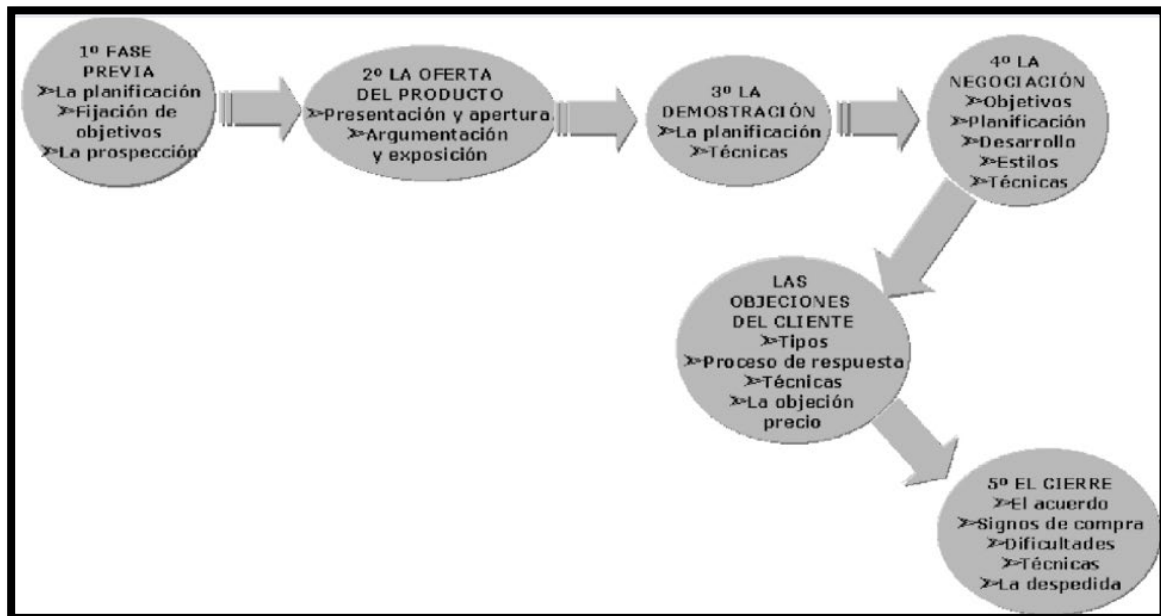 1º FASE
PREVIA
➢La planificación
➢Fijación de
objetivos
➢La prospección
2º LA OFERTA
DEL PRODUCTO
➢Presentación y apertura
➢Argumentación
y exposición
3º LA
DEMOSTRACIÓN
➢La planificación
➢Técnicas
4º LA
NEGOCIACIÓN
➢Objetivos
➢Planificación
➢Desarrollo
➢Estilos
➢Técnicas
LAS
OBJECIONES
DEL CLIENTE
➢Tipos
➢Proceso de respuesta
➢Técnicas
➢La objeción
precio
5º EL CIERRE
➢El acuerdo
➢Signos de compra
➢Dificultades
➢Técnicas
➢La despedida